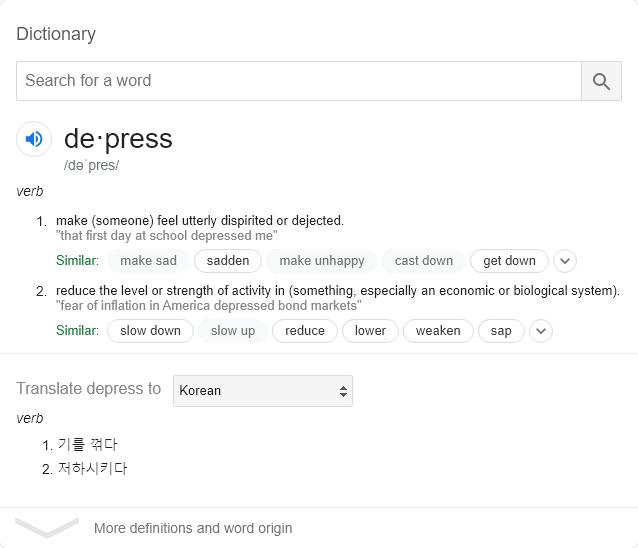 Dictionary
Search for a word
de·press
/dəˈpres/
verb
1. make (someone) feel utterly dispirited or dejected.
"that first day at school depressed me"
Similar: make sad sadden make unhappy cast down get down
2. reduce the level or strength of activity in (something, especially an economic or biological system).
"fear of inflation in America depressed bond markets"
Similar: slow down slow up reduce lower weaken sap
Translate depress to Korean
verb
1. 기를 꺾다
2. 저하시키다
More definitions and word origin